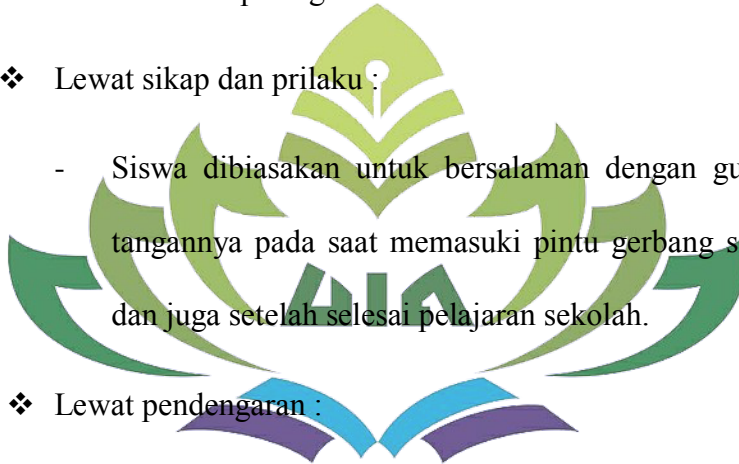 ❖ Lewat sikap dan prilaku :
- Siswa dibiasakan untuk bersalaman dengan gu
tangannya pada saat memasuki pintu gerbang s
dan juga setelah selesai pelajaran sekolah.
UIN
❖ Lewat pendengaran :